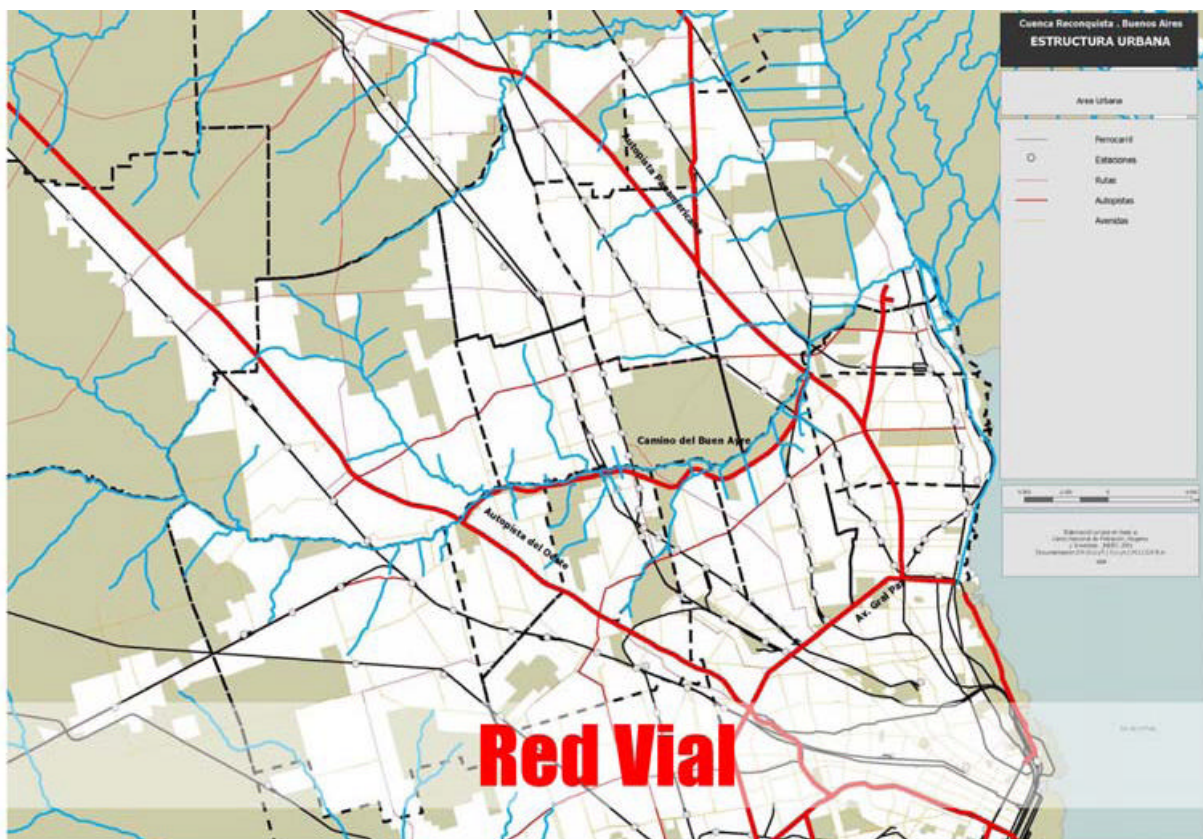 Cuenca Reconquista . Buenos Aires
ESTRUCTURA URBANA
Area Urbana
Ferrocarril
Estaciones
Rutas
Autopistas
Avenidas
Autopista Panamericana
Camino del Buen Ayre
Autopista del Oeste
Av. Gral Paz
Red Vial